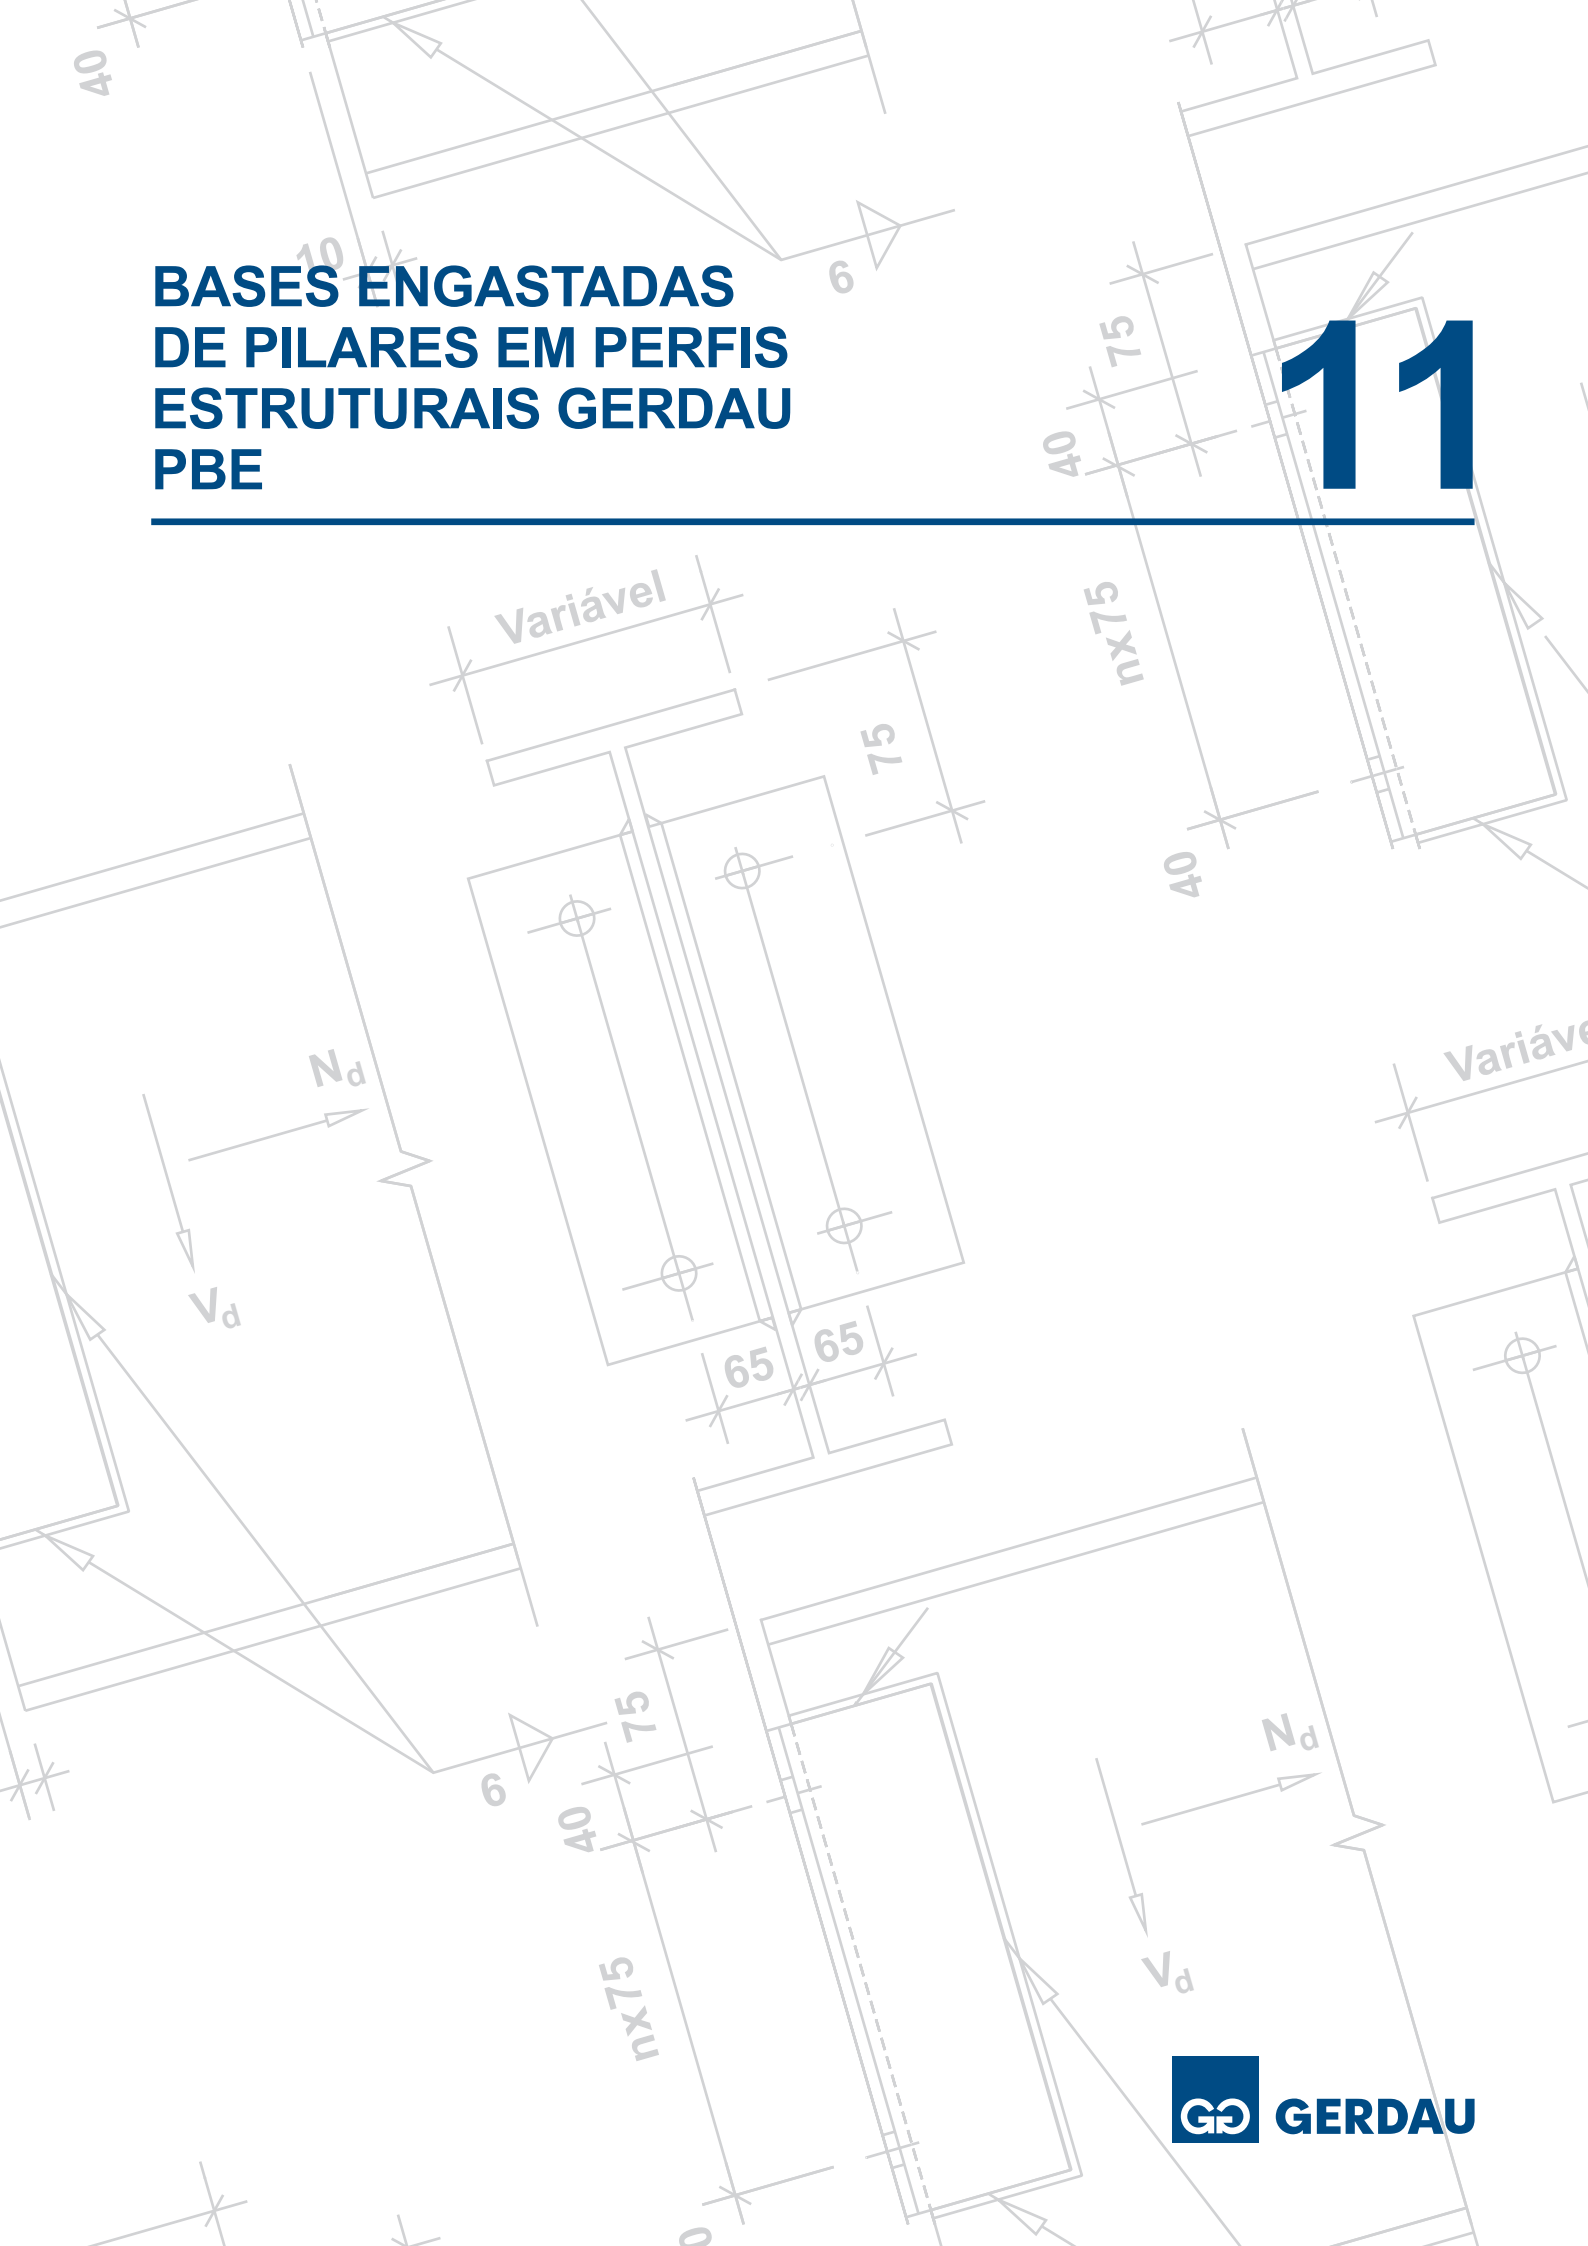 40
10
6
BASES ENGASTADAS
DE PILARES EM PERFIS
ESTRUTURAIS GERDAU
PBE
11
75
40
nx75
40
Variável
75
Nd
Vd
65 65
Variáve
6
75
40
nx75
Nd
Vd
0
GERDAU